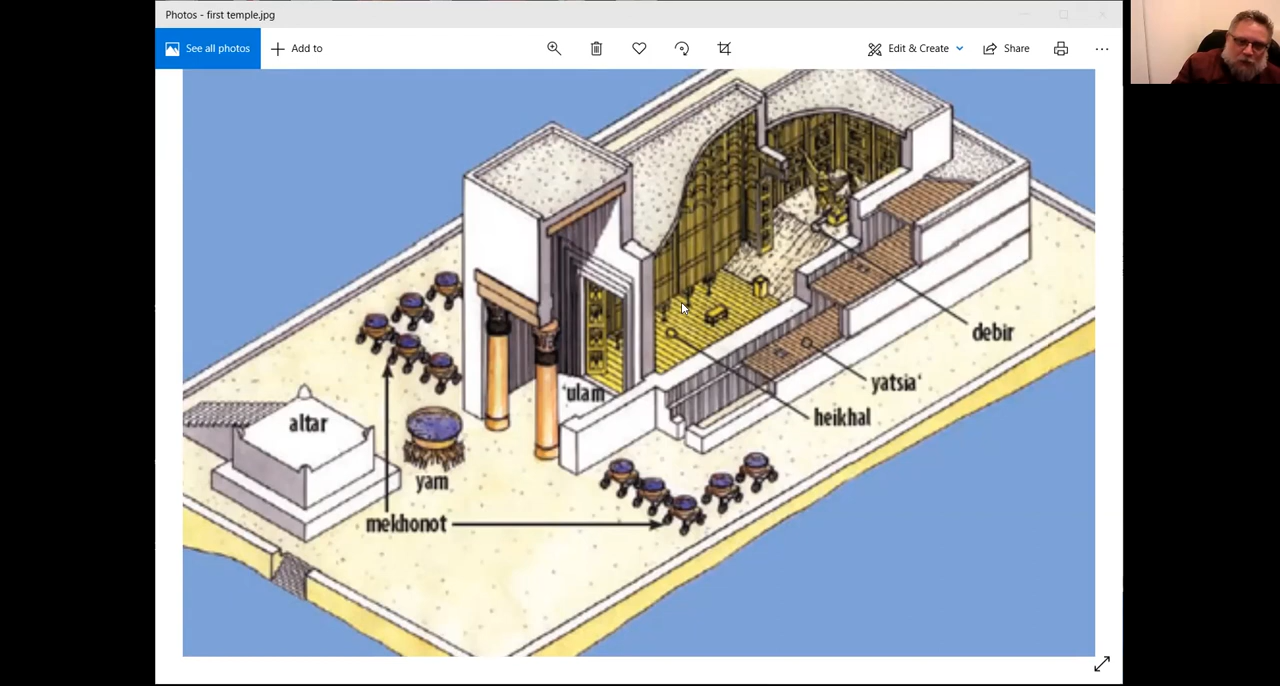 Photos - first temple.jpg
See all photos
Add to
Edit & Create
Share
debir
yatsia‘
heikhal
‘ulam
altar
yam
mekhonot